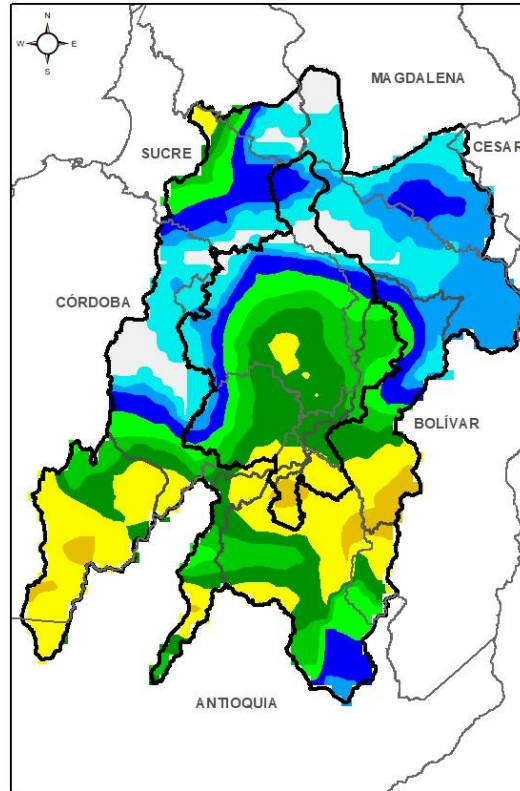 N
W E
S
MAGDALENA
CESAR
SUCRE
CÓRDOBA
BOLÍVAR
ANTIOQUIA